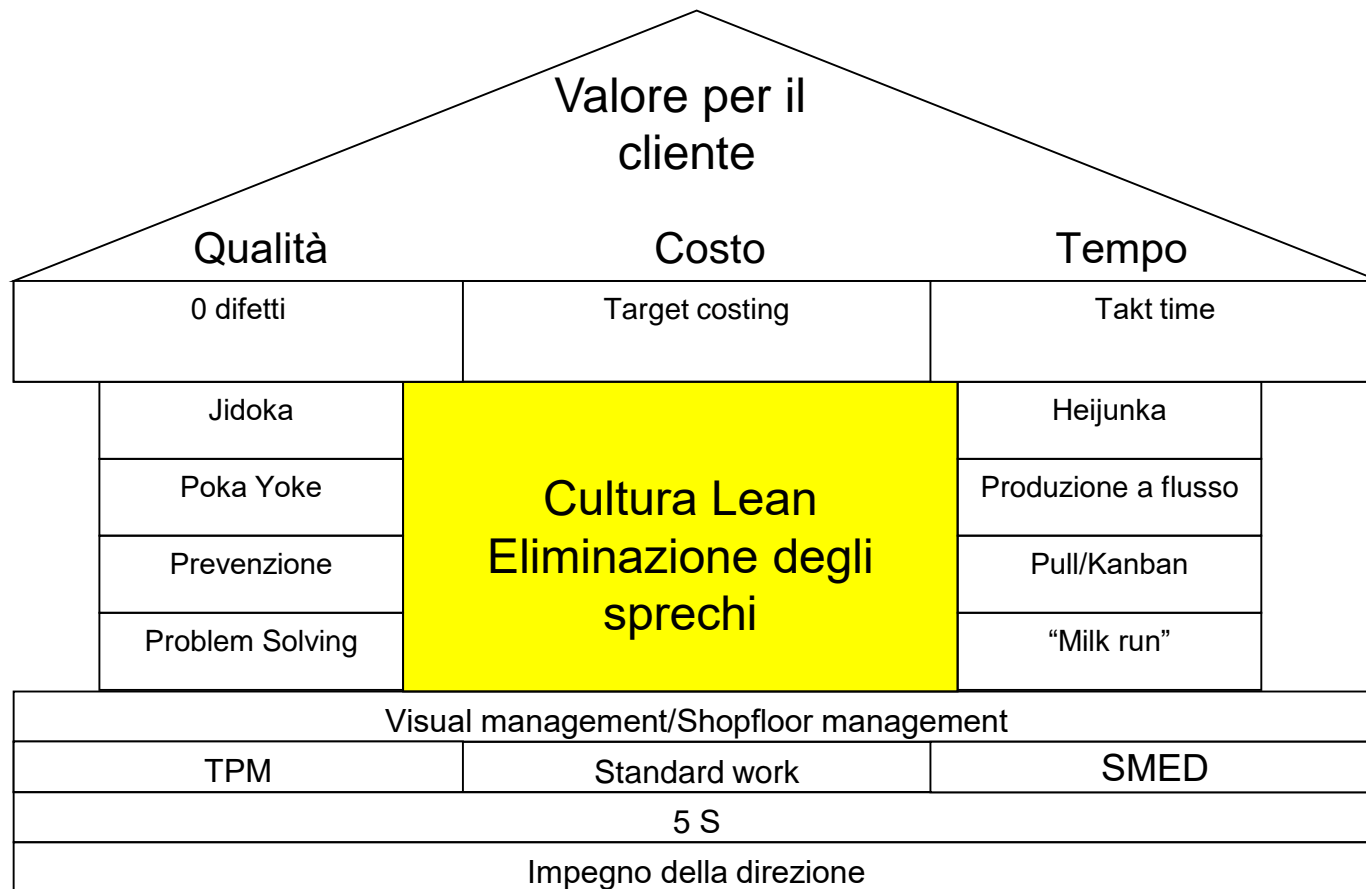 Valore per il
cliente
Qualità Costo Tempo
0 difetti Target costing Takt time
Jidoka Heijunka
Poka Yoke Produzione a flusso
Prevenzione Pull/Kanban
Problem Solving “Milk run”
Cultura Lean
Eliminazione degli
sprechi
Visual management/Shopfloor management
TPM Standard work SMED
5 S
Impegno della direzione